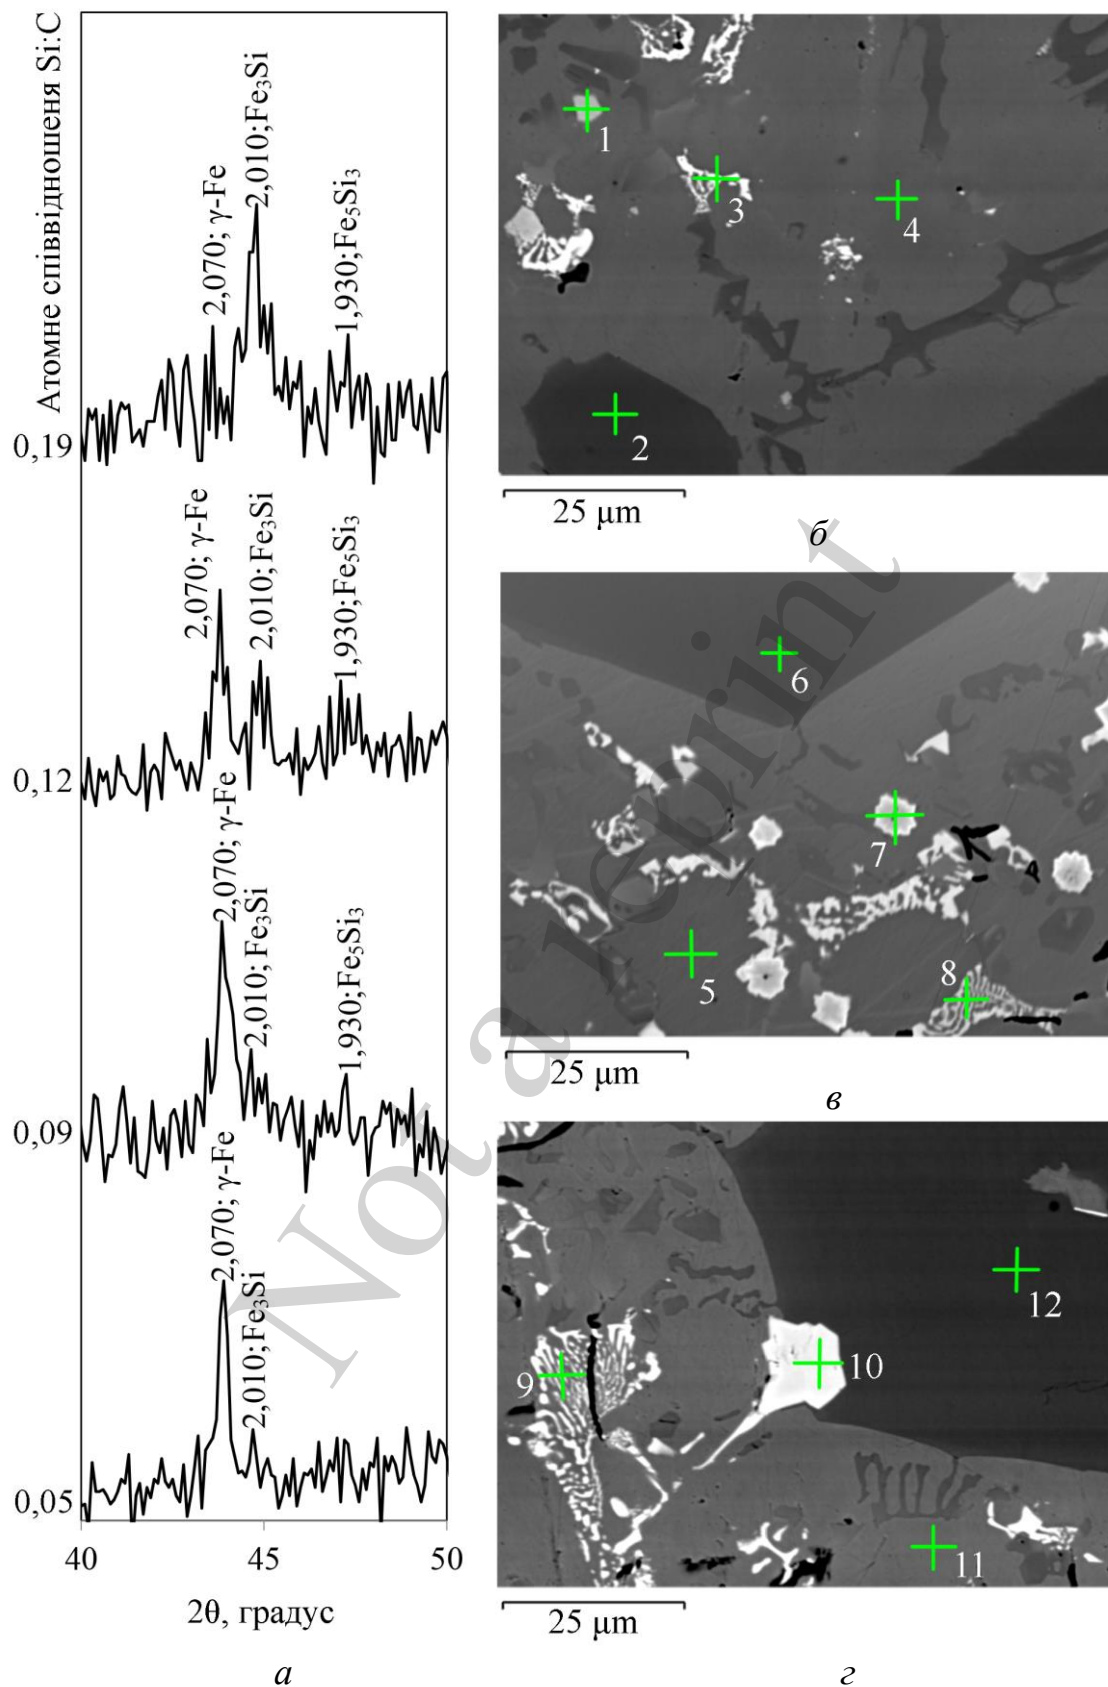 Атомне співвідношеня Si:C
0,19
2,070; γ-Fe
2,010;Fe₃Si
1,930;Fe₅Si₃
0,12
2,070; γ-Fe
2,010;Fe₃Si
1,930;Fe₅Si₃
0,09
2,070; γ-Fe
2,010; Fe₃Si
1,930;Fe₅Si₃
0,05
2,070; γ-Fe
2,010;Fe₃Si
40 45 50
2θ, градус
а
1
3
4
2
25 μm
б
6
7
5
8
25 μm
в
12
10
9
11
25 μm
г
Not a reprint